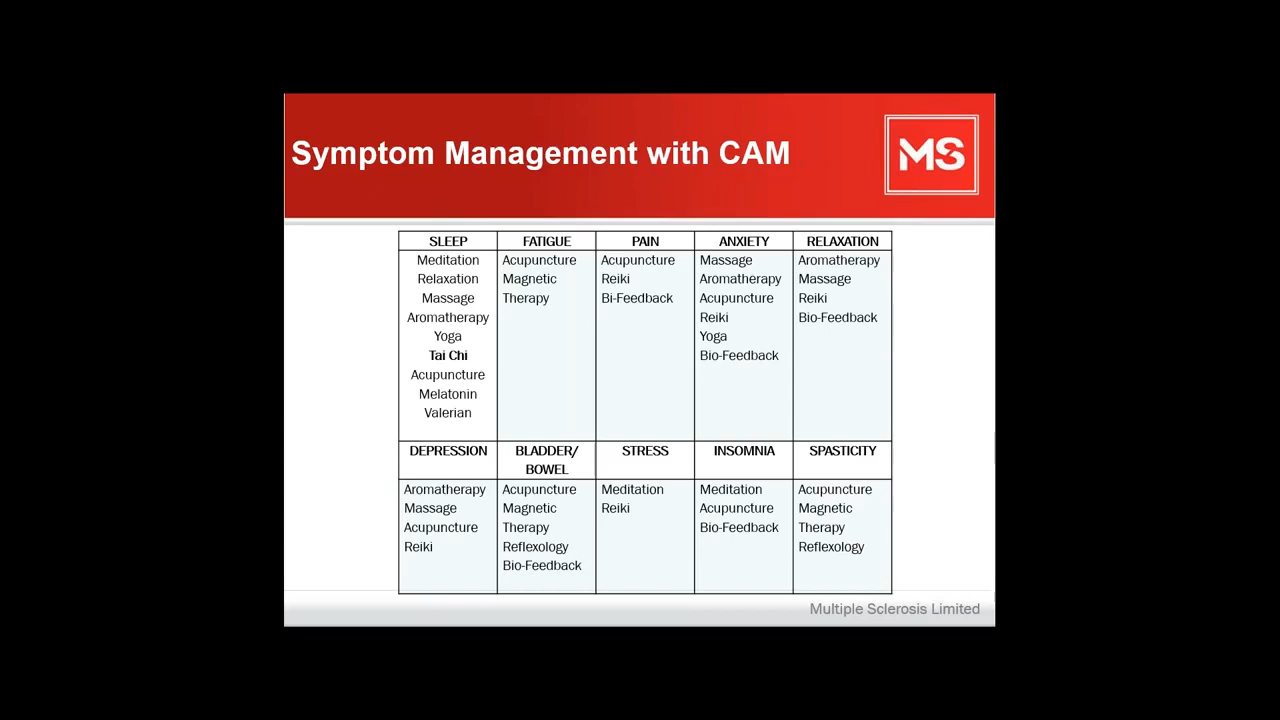 Symptom Management with CAM
MS
SLEEP FATIGUE PAIN ANXIETY RELAXATION
Meditation Acupuncture Acupuncture Massage Aromatherapy
Relaxation Magnetic Reiki Aromatherapy Massage
Massage Therapy Bi-Feedback Acupuncture Reiki
Aromatherapy Reiki Bio-Feedback
Yoga Yoga
Tai Chi Bio-Feedback
Acupuncture
Melatonin
Valerian
DEPRESSION BLADDER/ STRESS INSOMNIA SPASTICITY
BOWEL
Aromatherapy Acupuncture Meditation Meditation Acupuncture
Massage Magnetic Reiki Acupuncture Magnetic
Acupuncture Therapy Bio-Feedback Therapy
Reiki Reflexology Reflexology
Bio-Feedback
Multiple Sclerosis Limited